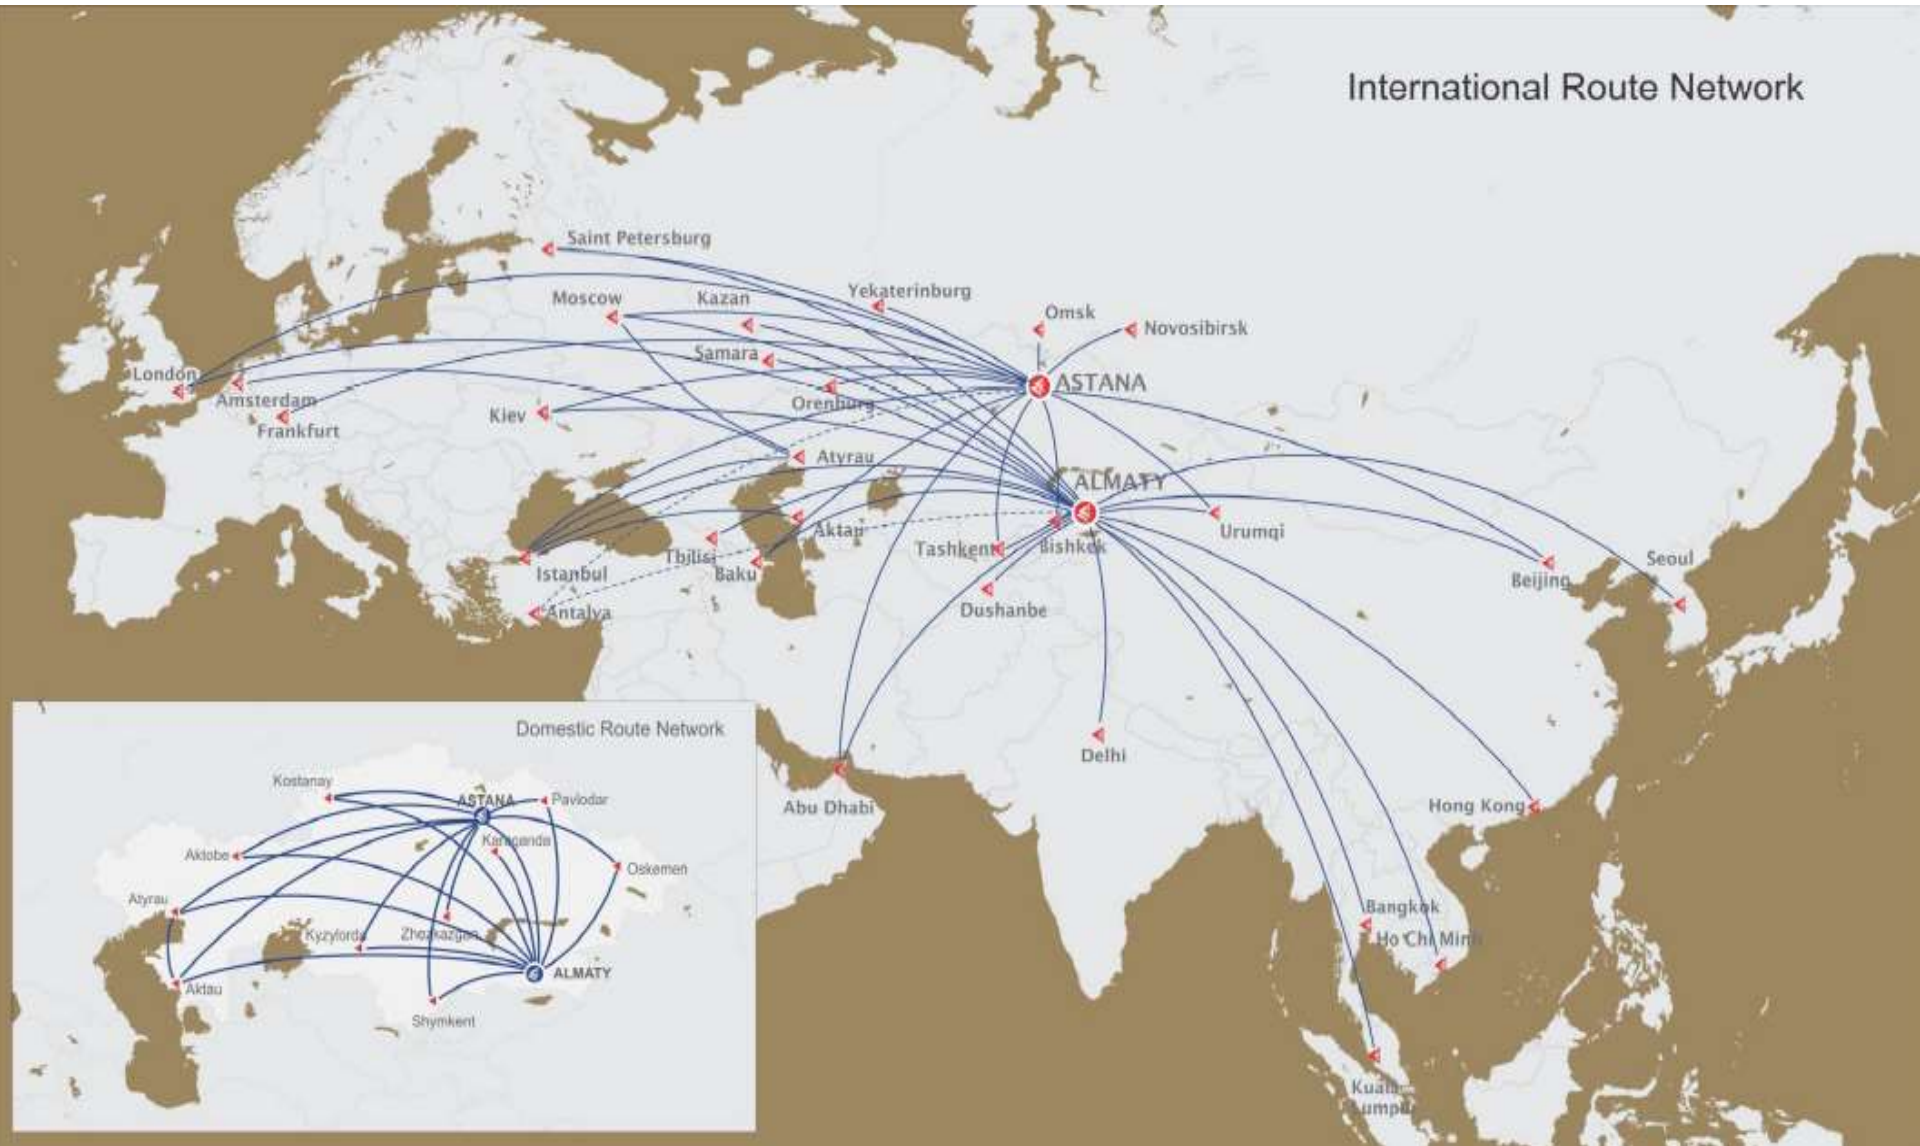 International Route Network
Saint Petersburg
Moscow
Kazan
Yekaterinburg
Omsk
Novosibirsk
Samara
London
Amsterdam
Frankfurt
Kiev
Orenburg
ASTANA
Atyrau
ALMATY
Aktau
Tbilisi
Baku
Istanbul
Antalya
Tashkent
Bishkek
Urumqi
Dushanbe
Beijing
Seoul
Delhi
Abu Dhabi
Hong Kong
Bangkok
Ho Chi Minh
Kuala
Lumpur
Domestic Route Network
Kostanay
ASTANA
Pavlodar
Karaganda
Aktobe
Oskemen
Atyrau
Kyzylorda
Zhezkazgan
ALMATY
Aktau
Shymkent